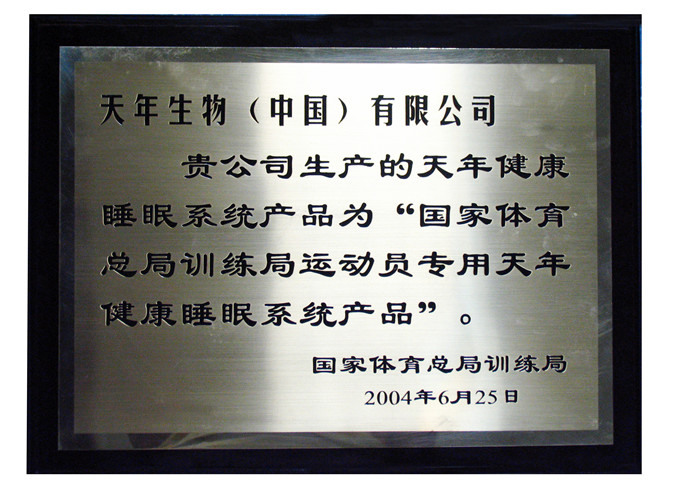 天年生物（中国）有限公司
贵公司生产的天年健康
睡眠系统产品为“国家体育
总局训练局运动员专用天年
健康睡眠系统产品”。
国家体育总局训练局
2004年6月25日